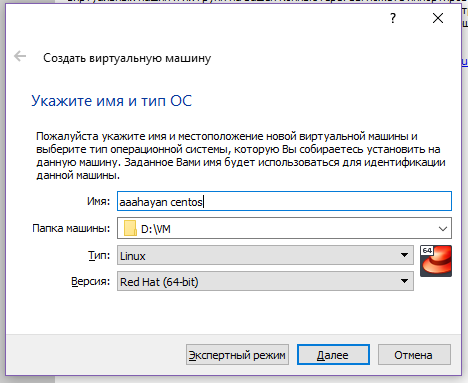 Создать виртуальную машину
Укажите имя и тип ОС
Пожалуйста укажите имя и местоположение новой виртуальной машины и
выберите тип операционной системы, которую Вы собираетесь установить на
данную машину. Заданное Вами имя будет использоваться для идентификации
данной машины.
Имя: aaahayan centos
Папка машины: D:\VM
Тип: Linux
64
Версия: Red Hat (64-bit)
Экспертный режим Далее Отмена